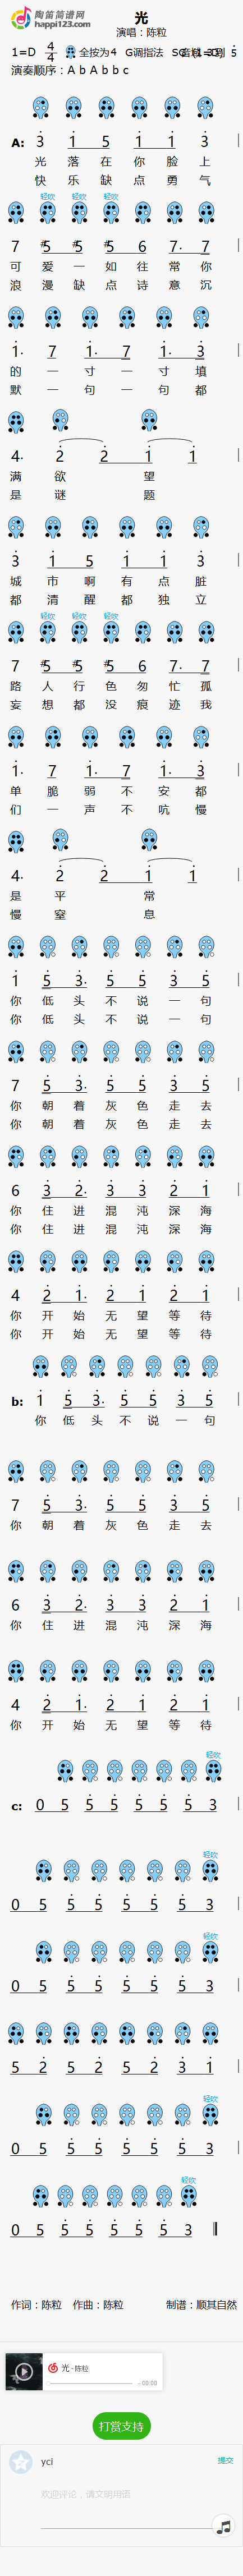 陶笛简谱网
happi123.com
光
演唱：陈粒
1=D 4/4 全按为4 G调指法
演奏顺序：A b A b b c
A: 3 1 5 1 1 3
光 落 在 你 脸 上
快 乐 缺 点 勇 气
轻吹 轻吹 轻吹
7 #5 #5 #5 6 7. 7
可 爱 一 如 往 常 你
浪 漫 缺 点 诗 意 沉
1. 7 1. 7 1. 3
的 一 寸 一 寸 填
默 一 句 一 句 都
4. 2 2 1 1
满 欲 望
是 谜 题
3 1 5 1 1 3
城 市 啊 有 点 脏
都 清 醒 都 独 立
轻吹 轻吹 轻吹
7 #5 #5 #5 6 7. 7
路 人 行 色 匆 忙 孤
妄 想 都 没 痕 迹 我
1. 7 1. 7 1. 3
单 脆 弱 不 安 都
们 一 声 不 吭 慢
4. 2 2 1 1
是 平 常
慢 窒 息
1 5 3. 5 5 3 5
你 低 头 不 说 一 句
你 低 头 不 说 一 句
7 5 3. 5 5 3 5
你 朝 着 灰 色 走 去
你 朝 着 灰 色 走 去
6 3 2. 3 3 2 1
你 住 进 混 沌 深 海
你 住 进 混 沌 深 海
4 2 1. 2 1 2 1
你 开 始 无 望 等 待
你 开 始 无 望 等 待
b: 1 5 3. 5 5 3 5
你 低 头 不 说 一 句
7 5 3. 5 5 3 5
你 朝 着 灰 色 走 去
6 3 2. 3 3 2 1
你 住 进 混 沌 深 海
4 2 1. 2 1 2 1
你 开 始 无 望 等 待
轻吹
c: 0 5 5 5 5 5 5 3
轻吹
0 5 5 5 5 5 5 3
轻吹
0 5 5 5 5 5 5 3
5 2 5 2 5 2 3 1
轻吹
0 5 5 5 5 5 5 3
轻吹
0 5 5 5 5 5 5 3
作词：陈粒 作曲：陈粒 制谱：顺其自然
光 - 陈粒
- 00:00
打赏支持
yci 提交
欢迎评论，请文明用语